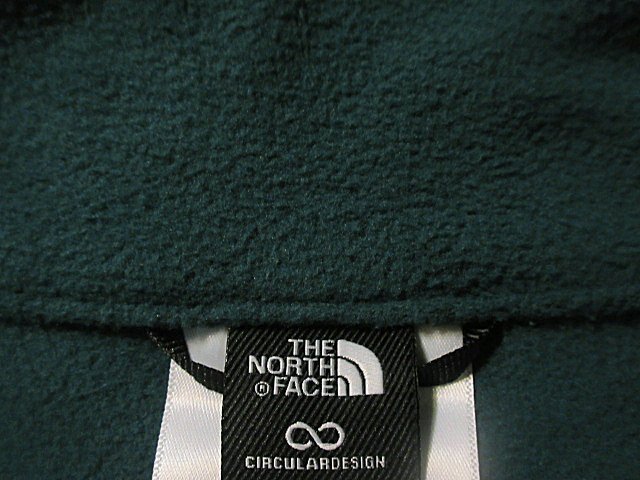 THE
NORTH
® FACE
CIRCULARDESIGN